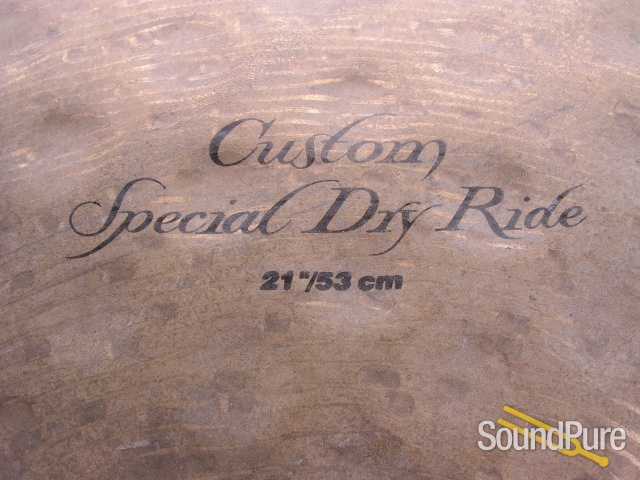 Custom
Special Dry Ride
21"/53 cm
SoundPure